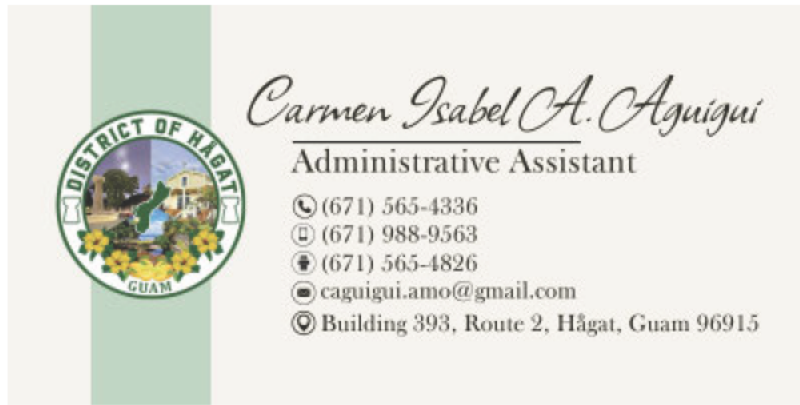 Carmen Isabel A. Aguigui
Administrative Assistant
DISTRICT OF HÅGAT
GUAM
(671) 565-4336
(671) 988-9563
(671) 565-4826
caguigui.amo@gmail.com
Building 393, Route 2, Hågat, Guam 96915